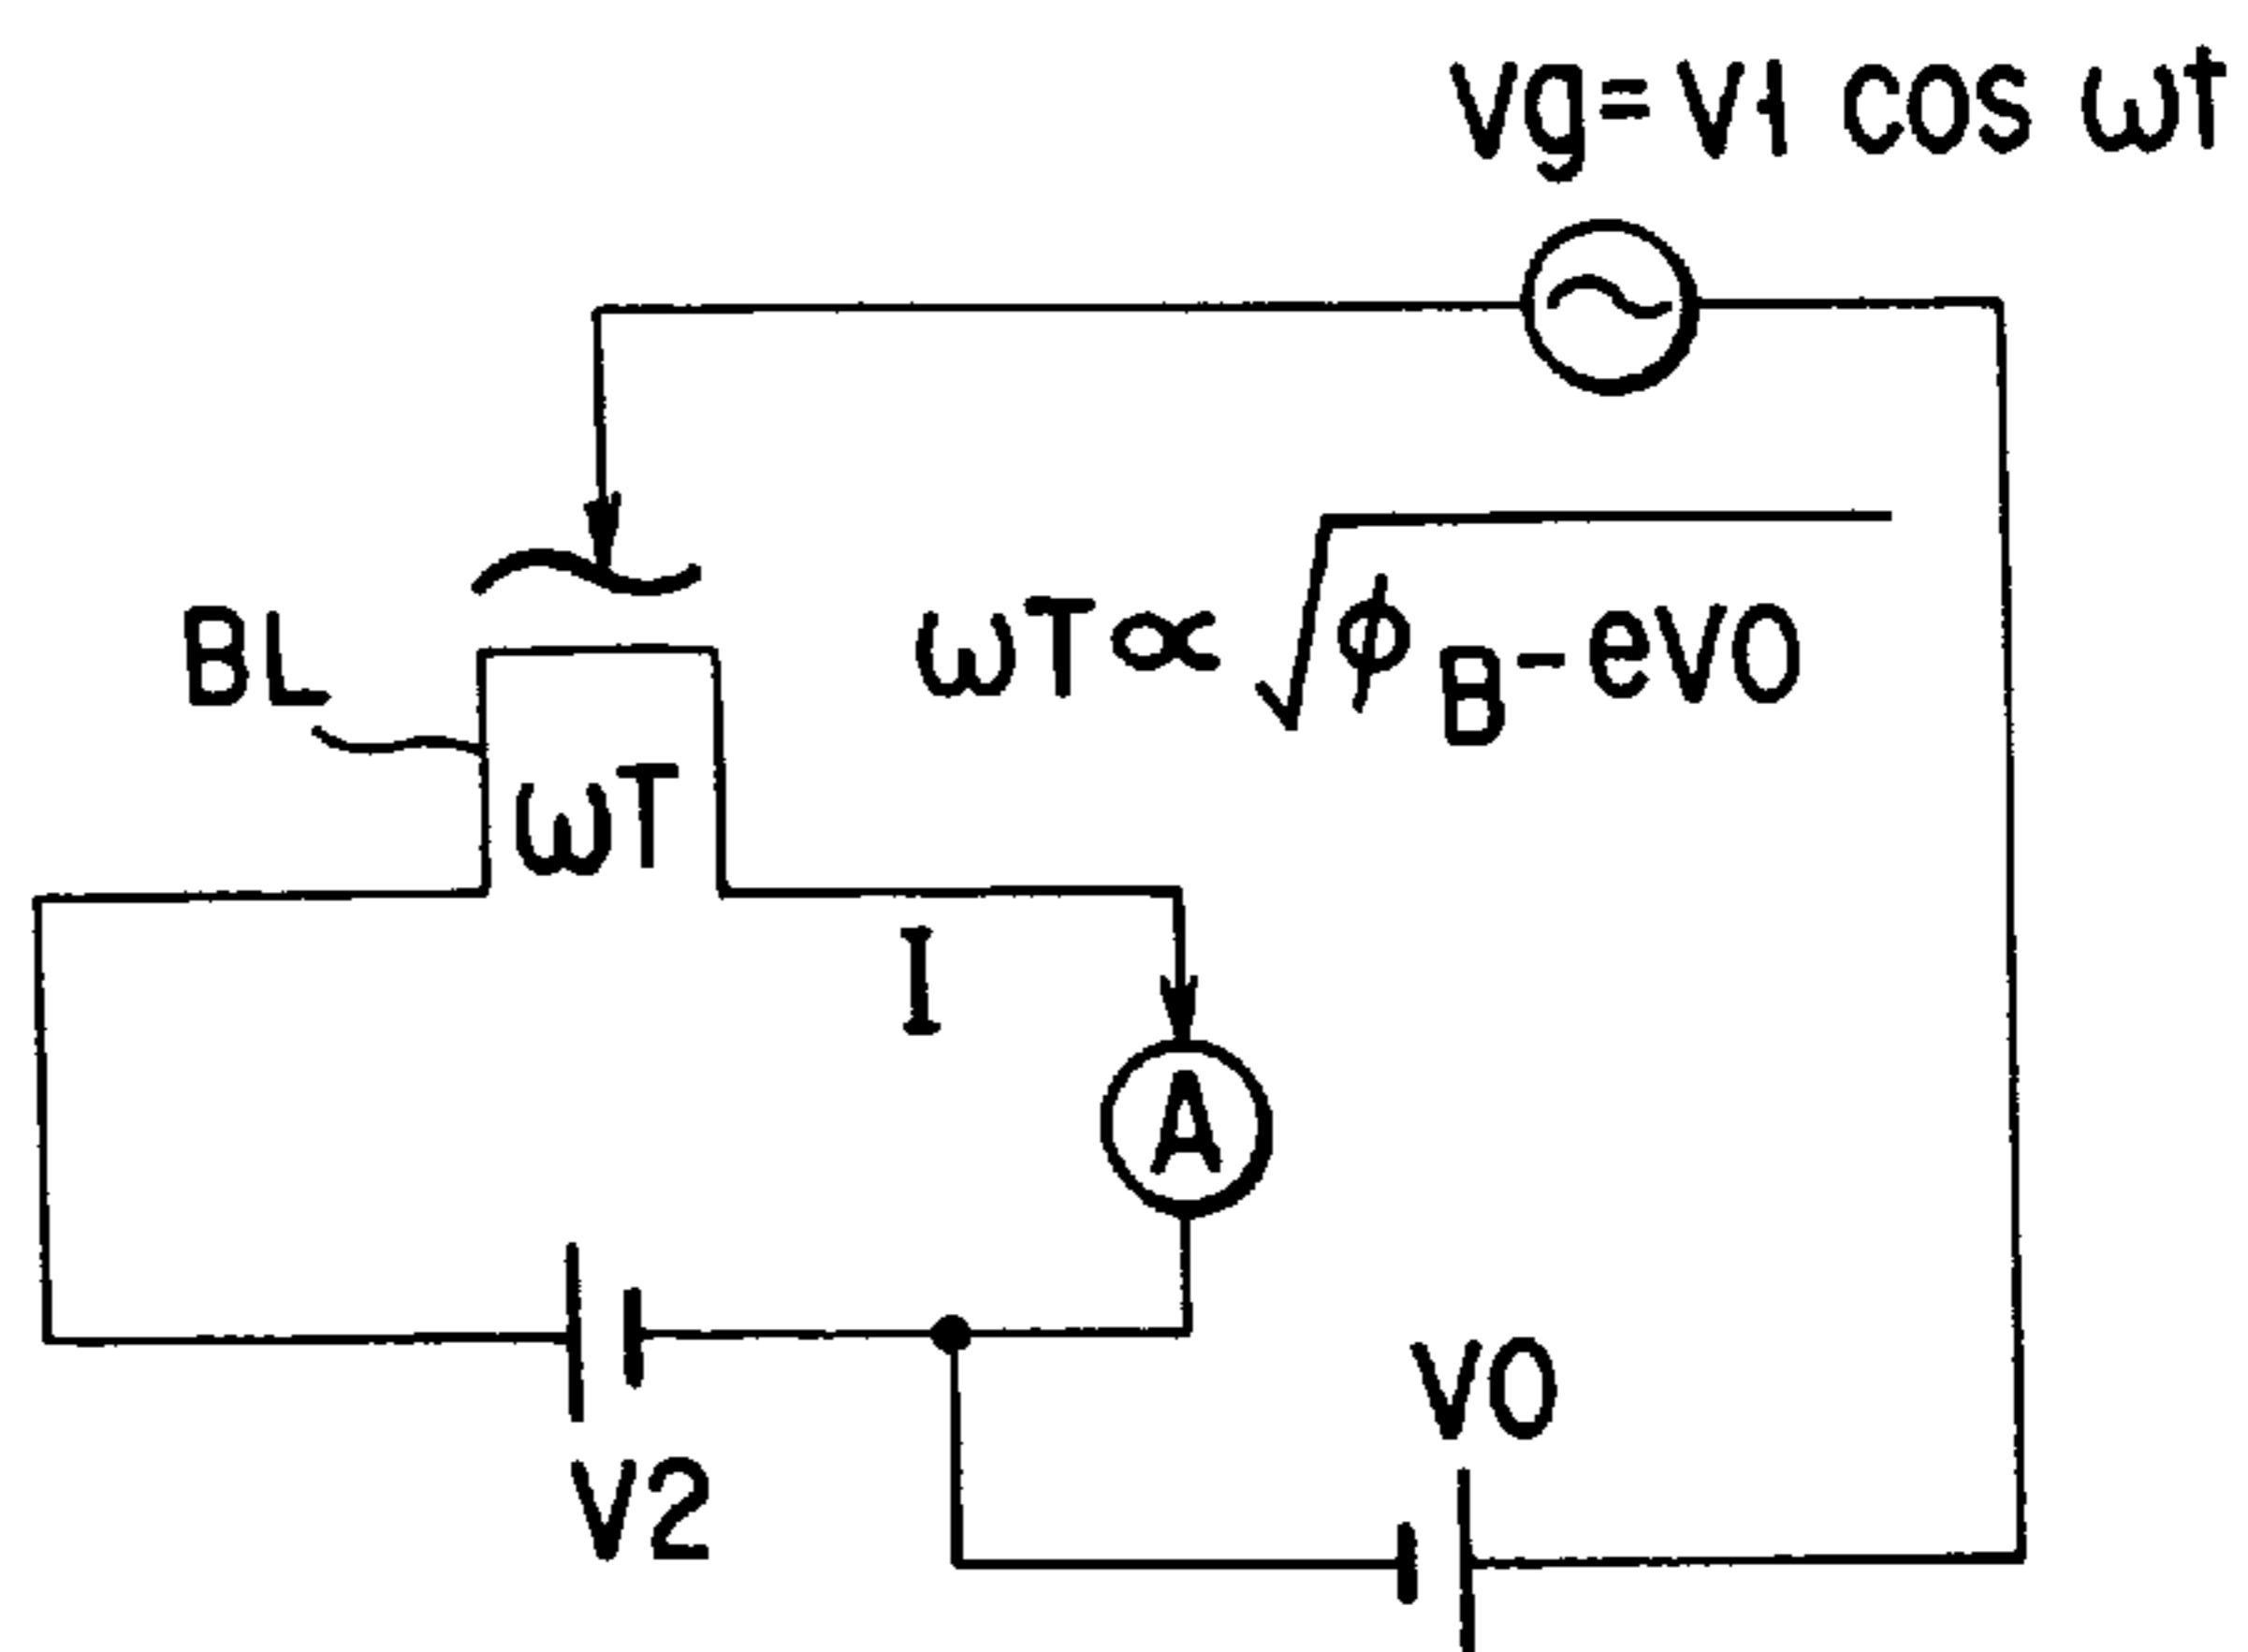 Vg= V1 cos ωt
BL
ωT∝√ϕB-eV0
ωT
I
A
V0
V2